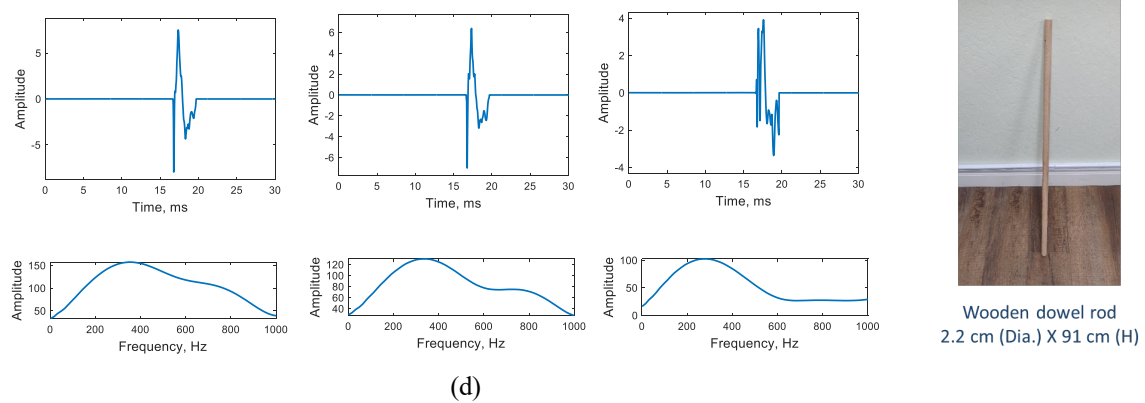 Amplitude
5
0
-5
0 5 10 15 20 25 30
Time, ms
Amplitude
6
4
2
0
-2
-4
-6
0 5 10 15 20 25 30
Time, ms
Amplitude
4
2
0
-2
-4
0 5 10 15 20 25 30
Time, ms
Amplitude
150
100
50
0 200 400 600 800 1000
Frequency, Hz
Amplitude
120
100
80
60
40
0 200 400 600 800 1000
Frequency, Hz
Amplitude
100
50
0
0 200 400 600 800 1000
Frequency, Hz
Wooden dowel rod
2.2 cm (Dia.) X 91 cm (H)
(d)